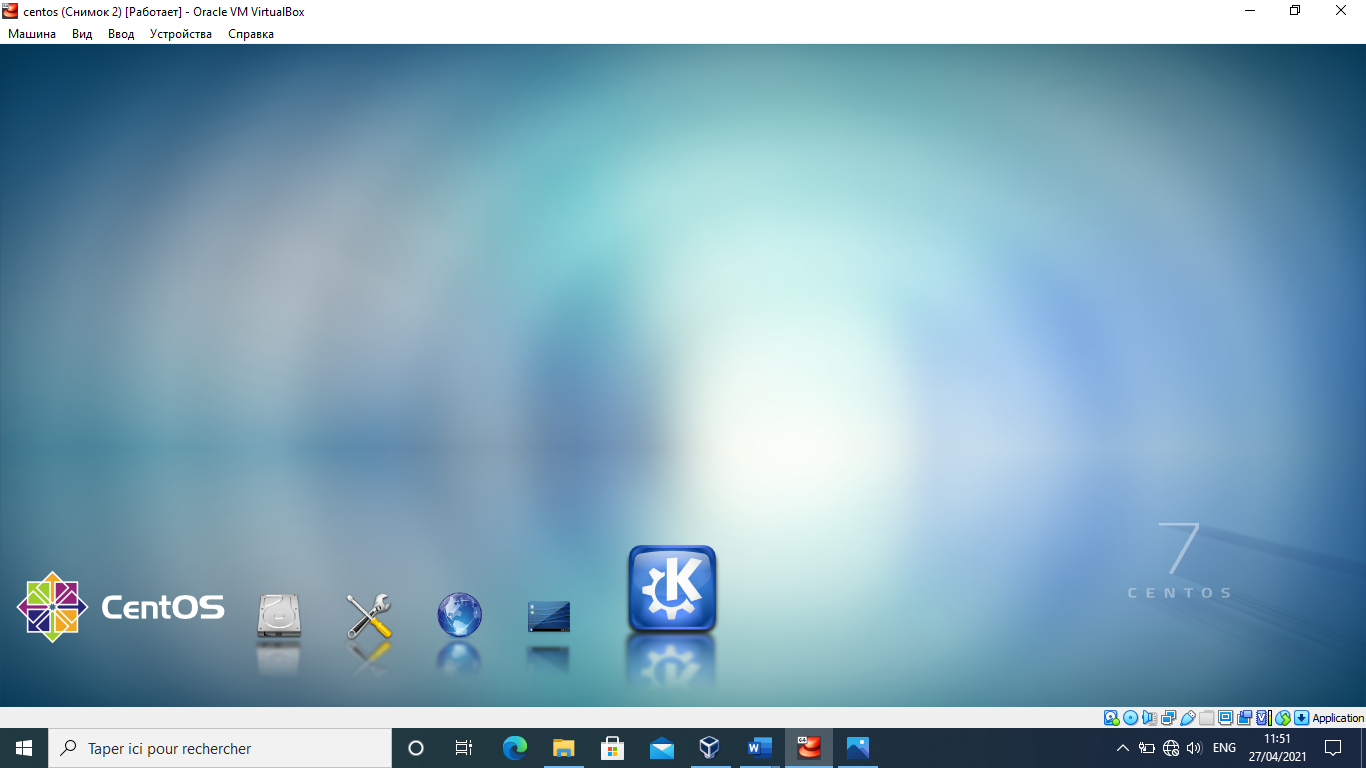 centos (Снимок 2) [Работает] - Oracle VM VirtualBox
Машина Вид Ввод Устройства Справка
7
CENTOS
CentOS
K
Application
Taper ici pour rechercher
W
64
ENG
11:51
27/04/2021